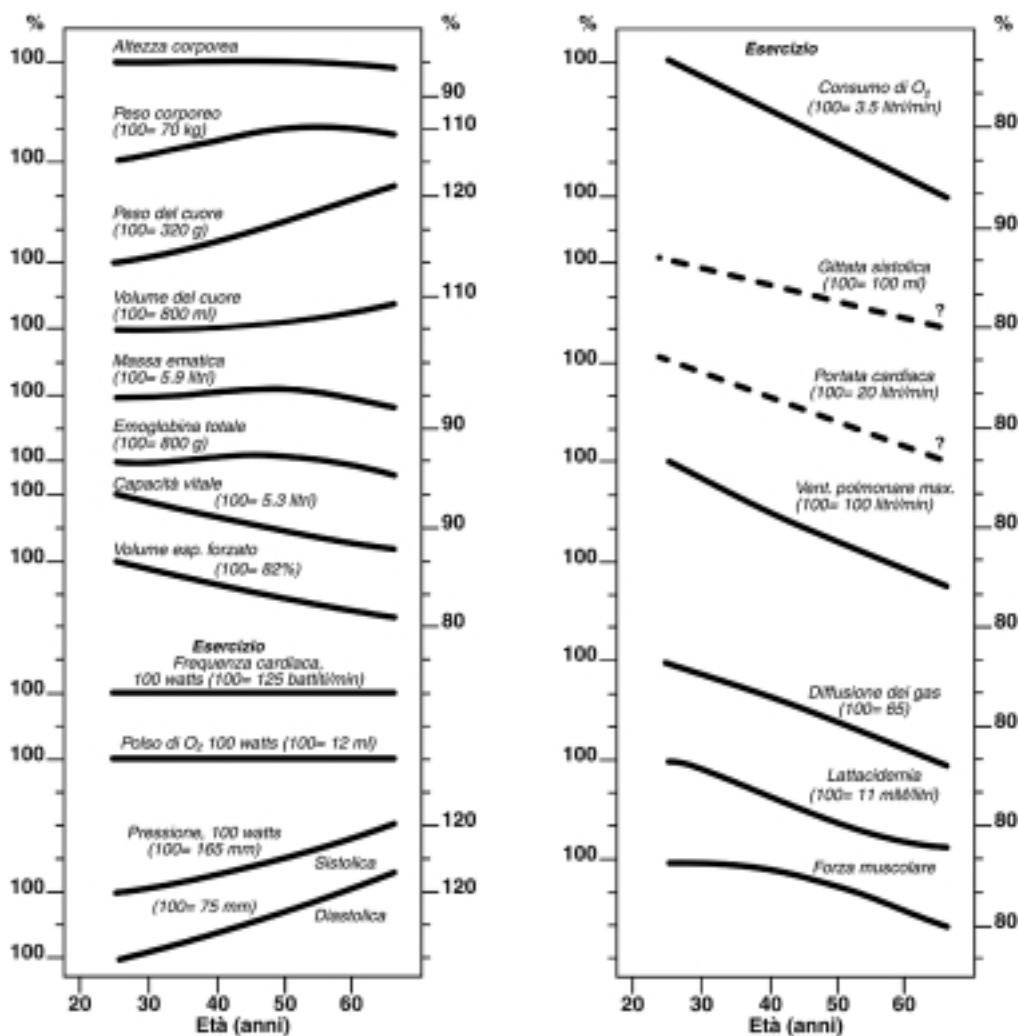 %
%
Altezza corporea
100
90
Peso corporeo
(100= 70 kg)
110
100
120
Peso del cuore
(100= 320 g)
100
110
Volume del cuore
(100= 800 ml)
100
Massa ematica
(100= 5.9 litri)
100
90
Emoglobina totale
(100= 800 g)
100
Capacità vitale
(100= 5.3 litri)
100
90
Volume esp. forzato
(100= 82%)
100
80
Esercizio
Frequenza cardiaca,
100 watts (100= 125 battiti/min)
100
Polso di O₂ 100 watts (100= 12 ml)
100
120
Pressione, 100 watts
(100= 165 mm)
Sistolica
100
120
(100= 75 mm)
Diastolica
100
20 30 40 50 60
Età (anni)
%
%
Esercizio
100
Consumo di O₂
(100= 3.5 litri/min)
80
100
90
100
Gittata sistolica
(100= 100 ml)
?
80
100
Portata cardiaca
(100= 20 litri/min)
80
?
100
Vent. polmonare max.
(100= 100 litri/min)
80
100
80
100
Diffusione dei gas
(100= 65)
80
100
Lattacidemia
(100= 11 mM/litri)
80
100
Forza muscolare
80
20 30 40 50 60
Età (anni)